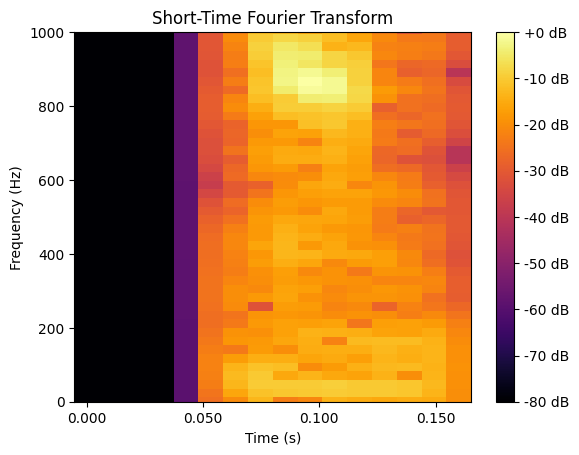 Short-Time Fourier Transform
1000
800
600
400
200
0
Frequency (Hz)
0.000
0.050
0.100
0.150
Time (s)
+0 dB
-10 dB
-20 dB
-30 dB
-40 dB
-50 dB
-60 dB
-70 dB
-80 dB